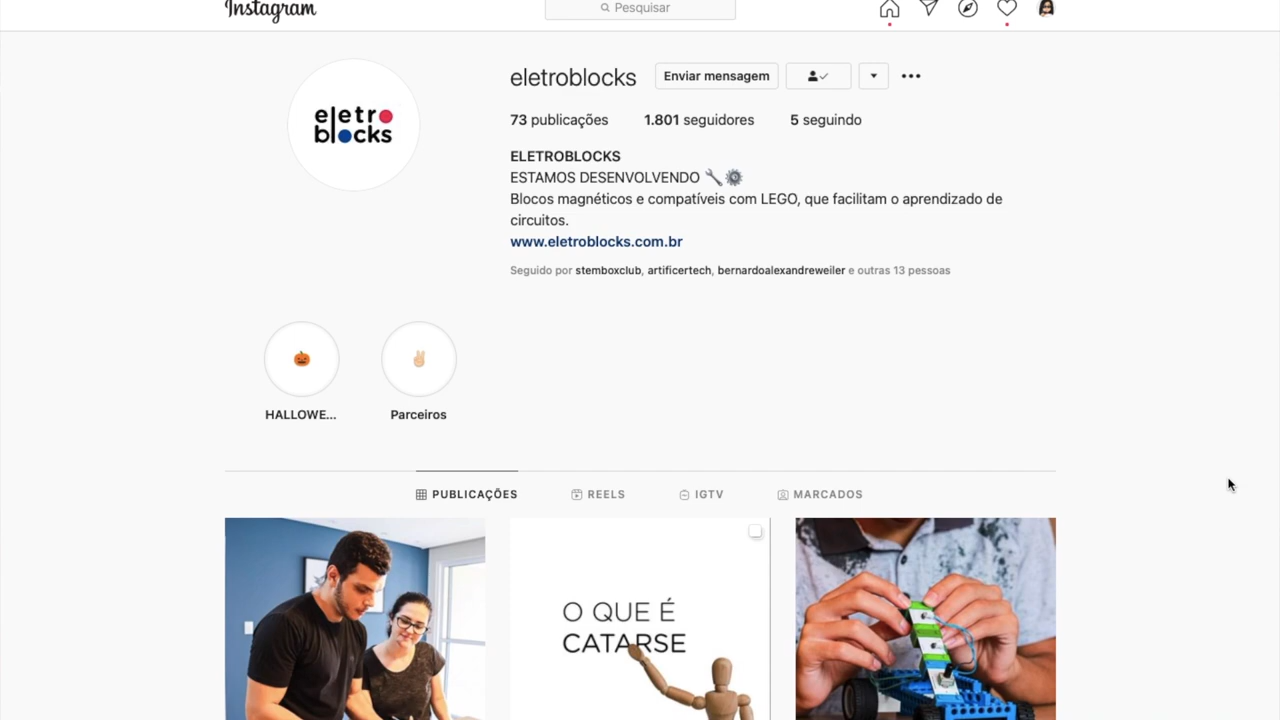 Instagram
Pesquisar
eletro
blocks
eletroblocks
Enviar mensagem
73 publicações 1.801 seguidores 5 seguindo
ELETROBLOCKS
ESTAMOS DESENVOLVENDO 🔧⚙️
Blocos magnéticos e compatíveis com LEGO, que facilitam o aprendizado de
circuitos.
www.eletroblocks.com.br
Seguido por stemboxclub, artificertech, bernardoalexandreweiler e outras 13 pessoas
HALLOWE... Parceiros
PUBLICAÇÕES REELS IGTV MARCADOS
O QUE É
CATARSE